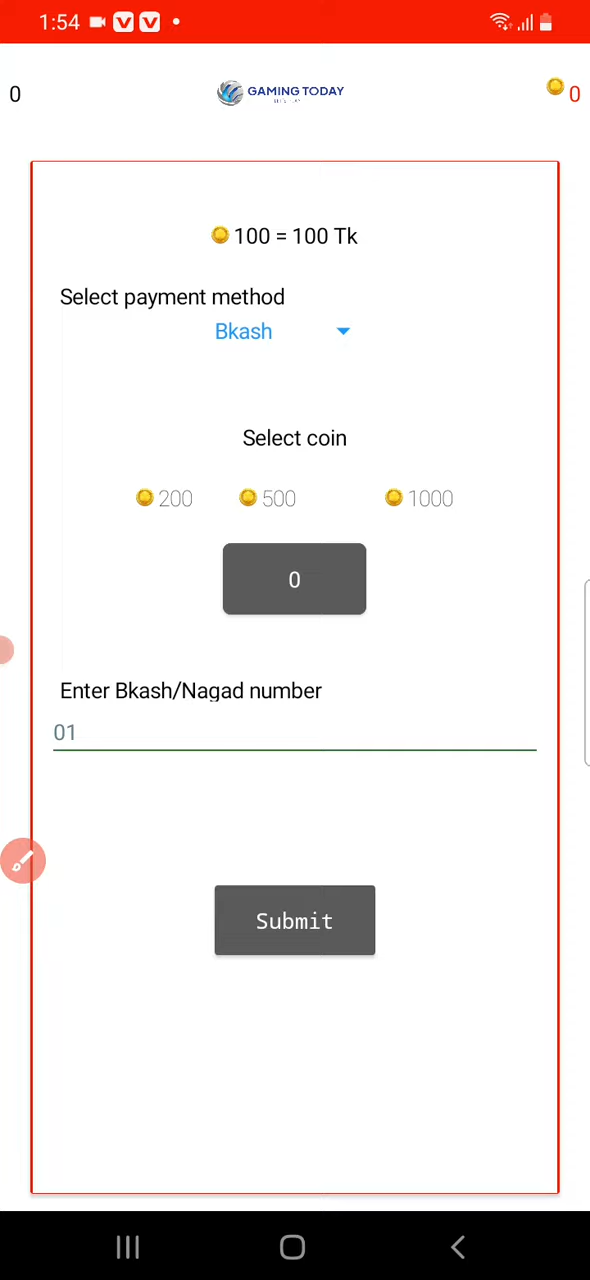 1:54
0
GAMING TODAY
0
100 = 100 Tk
Select payment method
Bkash
Select coin
200 500 1000
0
Enter Bkash/Nagad number
01
Submit